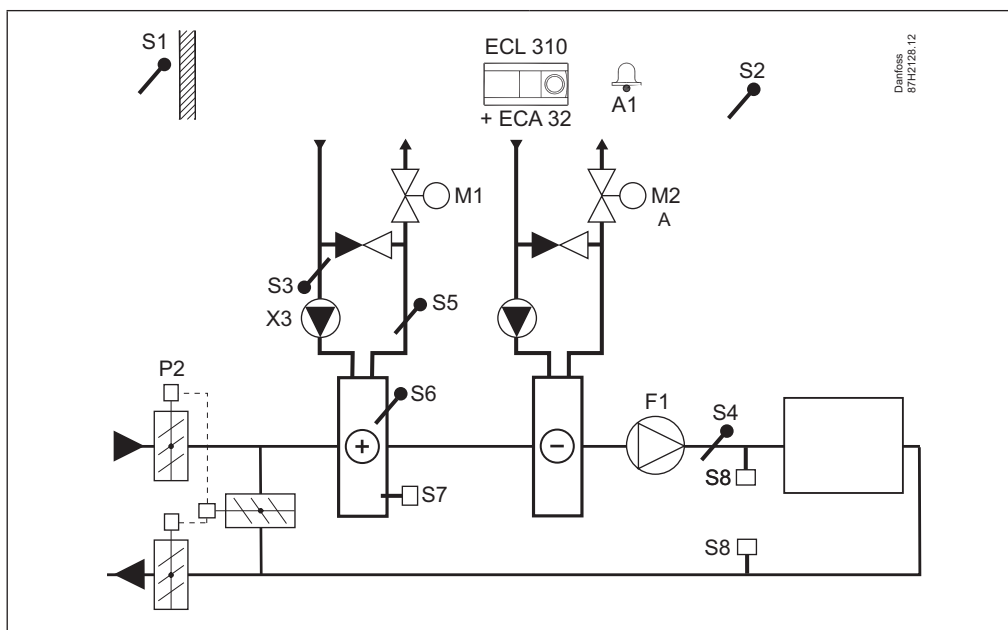 S1
ECL 310
+ ECA 32
A1
S2
Danfoss
87H2128.12
M1
M2
A
S3
X3
S5
P2
S6
+
−
F1
S4
S8
S7
S8